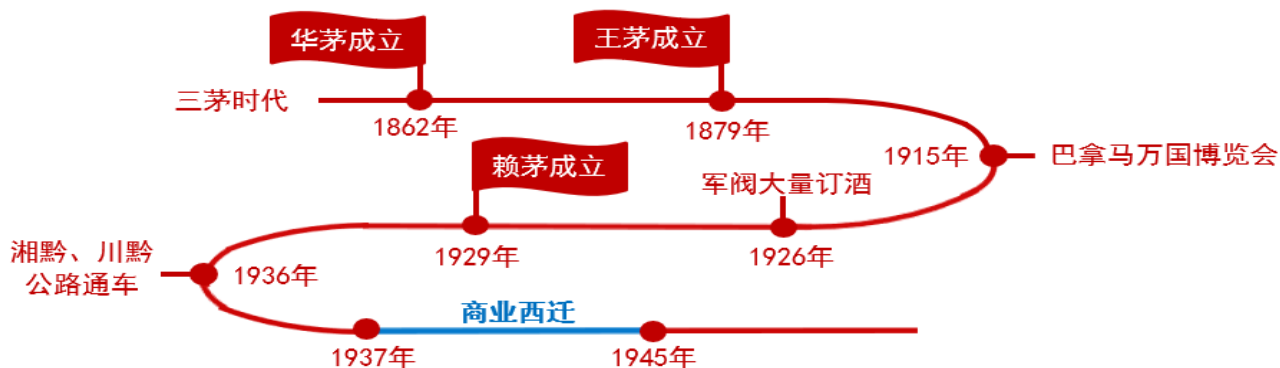 华茅成立
王茅成立
三茅时代
1862年
1879年
1915年
巴拿马万国博览会
赖茅成立
军阀大量订酒
1929年
1926年
湘黔、川黔
公路通车
1936年
商业西迁
1937年
1945年